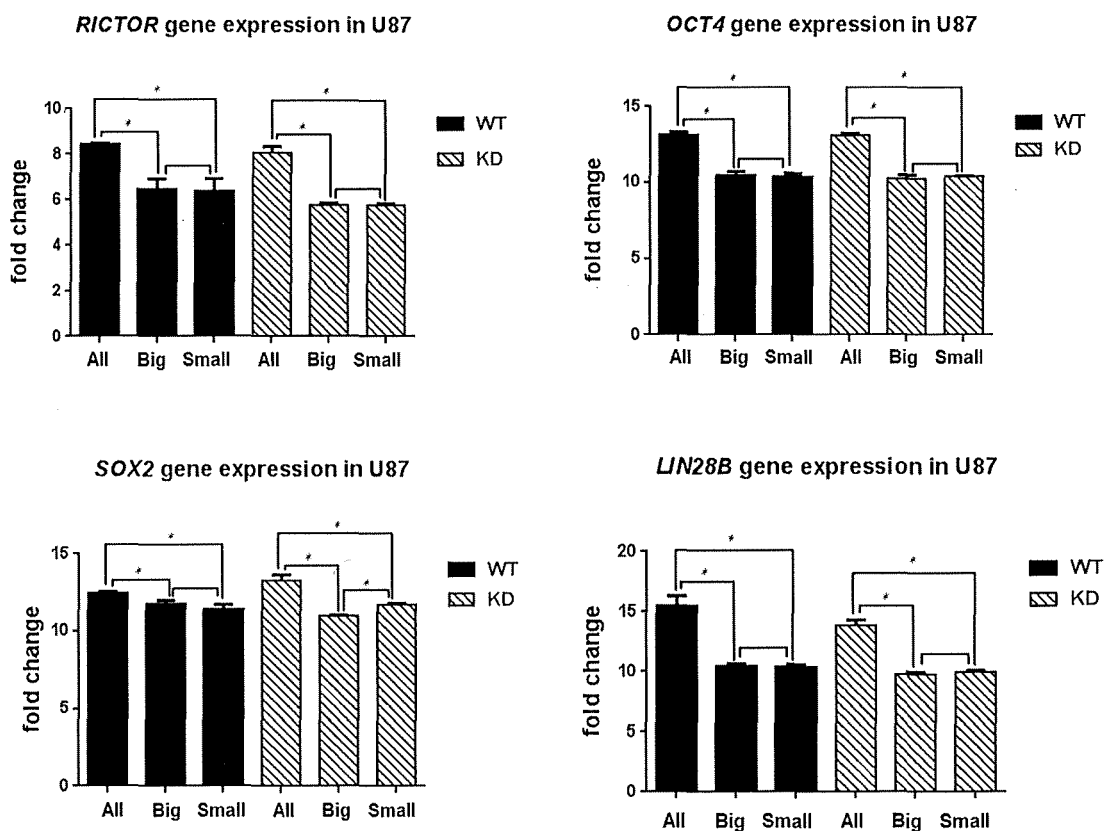 RICTOR gene expression in U87
fold change
10
8
6
4
2
0
*
*
*
*
All Big Small All Big Small
WT
KD
OCT4 gene expression in U87
fold change
15
10
5
0
*
*
*
*
All Big Small All Big Small
WT
KD
SOX2 gene expression in U87
fold change
15
10
5
0
*
*
*
*
*
All Big Small All Big Small
WT
KD
LIN28B gene expression in U87
fold change
20
15
10
5
0
*
*
*
*
All Big Small All Big Small
WT
KD